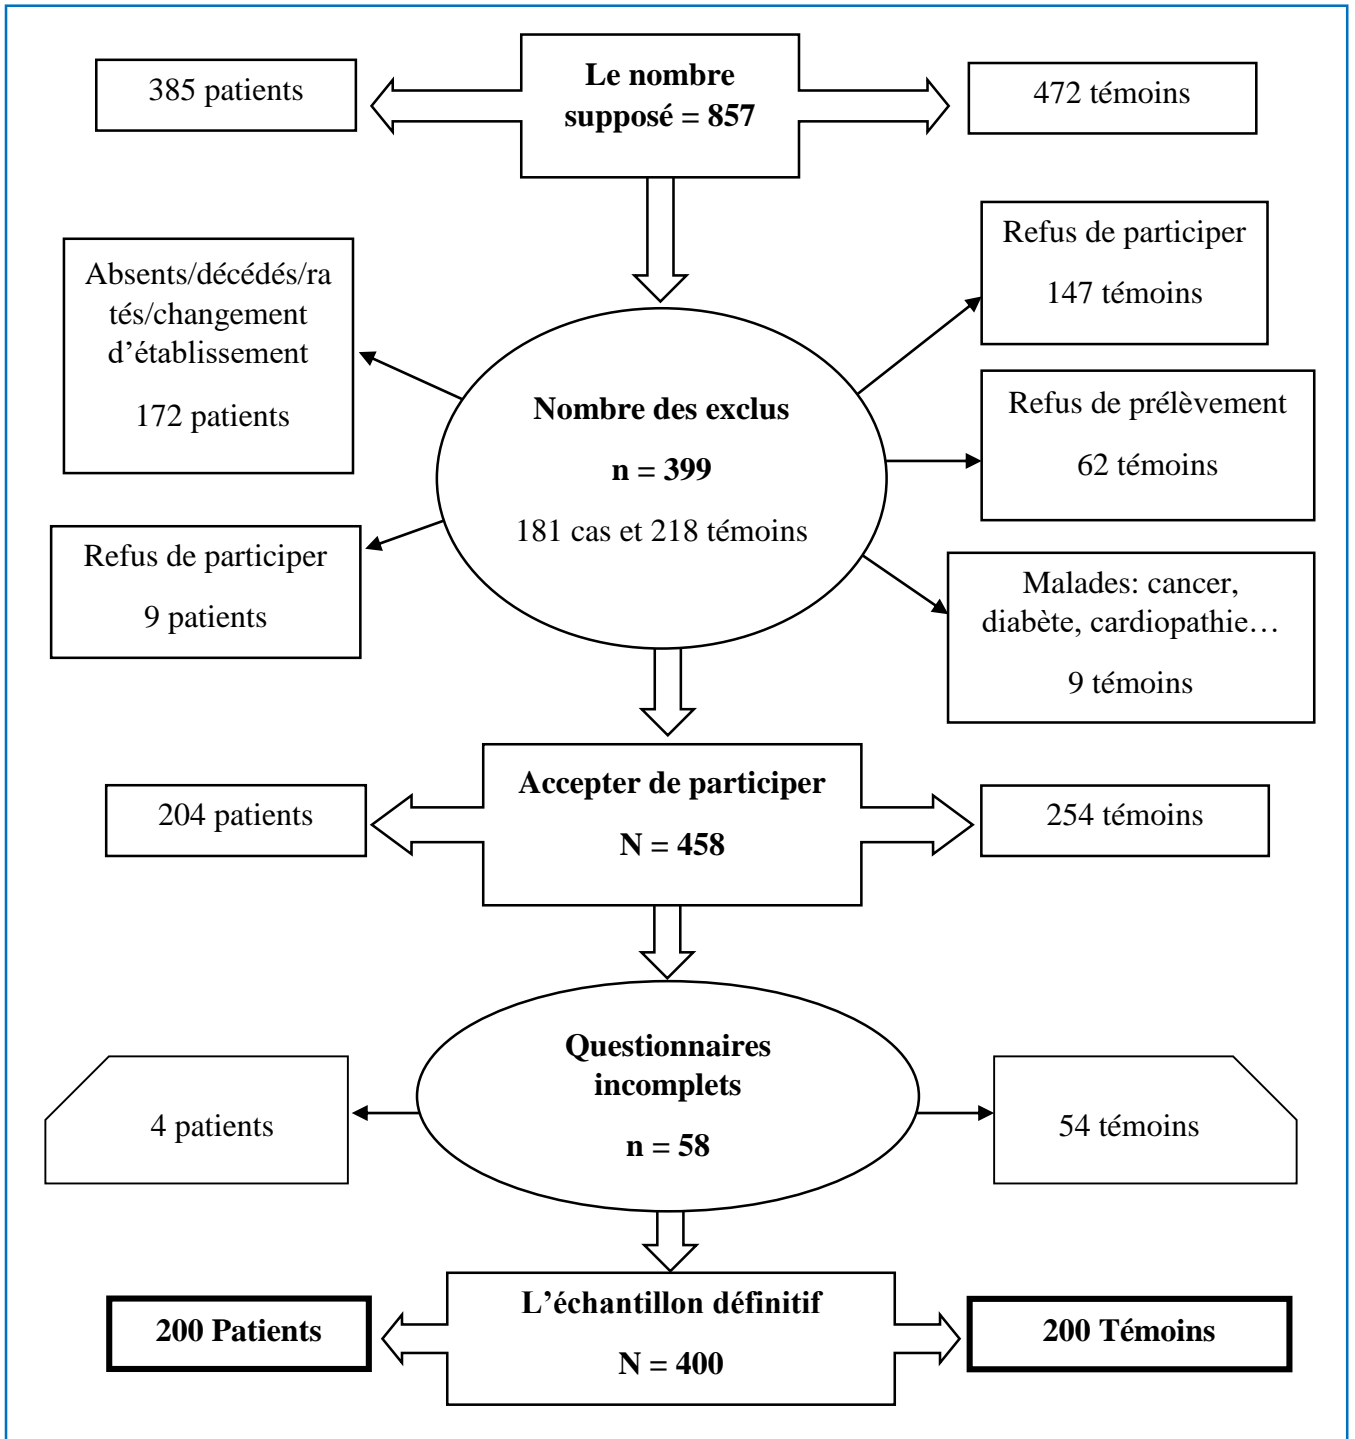 Le nombre
supposé = 857
385 patients
472 témoins
Absents/décédés/ra
tés/changement
d’établissement
172 patients
Refus de participer
9 patients
Nombre des exclus
n = 399
181 cas et 218 témoins
Refus de participer
147 témoins
Refus de prélèvement
62 témoins
Malades: cancer,
diabète, cardiopathie…
9 témoins
Accepter de participer
N = 458
204 patients
254 témoins
Questionnaires
incomplets
n = 58
4 patients
54 témoins
L’échantillon définitif
N = 400
200 Patients
200 Témoins